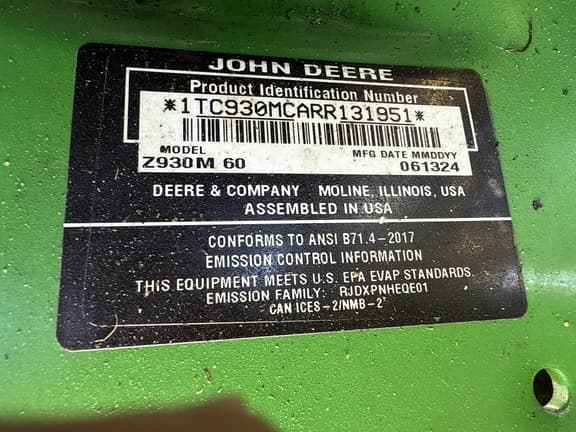 JOHN DEERE
Product Identification Number
*1TC930MCARR131951*
MODEL MFG DATE MMDDYY
Z930M 60 061324
DEERE & COMPANY MOLINE, ILLINOIS, USA
ASSEMBLED IN USA
CONFORMS TO ANSI B71.4-2017
EMISSION CONTROL INFORMATION
THIS EQUIPMENT MEETS U.S. EPA EVAP STANDARDS.
EMISSION FAMILY: RJDXPNHEQE01
CAN ICES-2/NMB-2